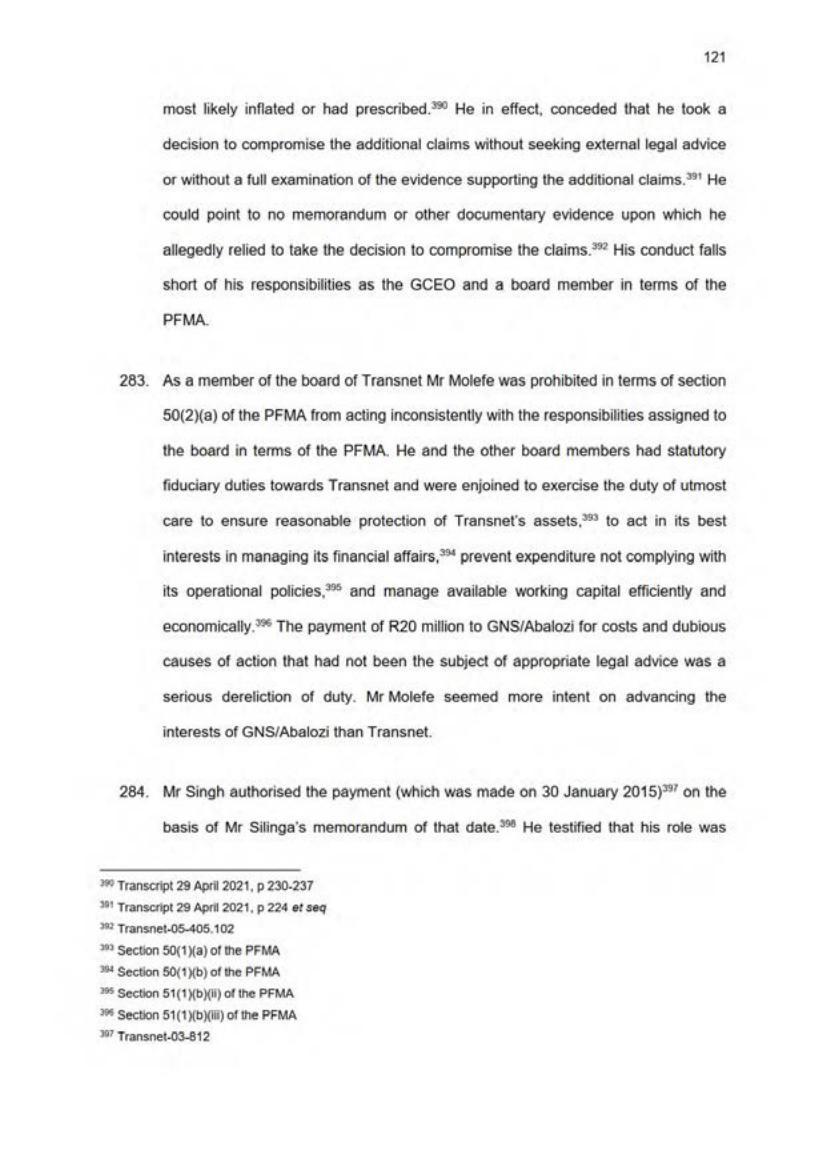 121
most likely inflated or had prescribed.390 He in effect, conceded that he took a
decision to compromise the additional claims without seeking external legal advice
or without a full examination of the evidence supporting the additional claims.391 He
could point to no memorandum or other documentary evidence upon which he
allegedly relied to take the decision to compromise the claims.392 His conduct falls
short of his responsibilities as the GCEO and a board member in terms of the
PFMA.
283. As a member of the board of Transnet Mr Molefe was prohibited in terms of section
50(2)(a) of the PFMA from acting inconsistently with the responsibilities assigned to
the board in terms of the PFMA. He and the other board members had statutory
fiduciary duties towards Transnet and were enjoined to exercise the duty of utmost
care to ensure reasonable protection of Transnet's assets,393 to act in its best
interests in managing its financial affairs,394 prevent expenditure not complying with
its operational policies,395 and manage available working capital efficiently and
economically.396 The payment of R20 million to GNS/Abalozi for costs and dubious
causes of action that had not been the subject of appropriate legal advice was a
serious dereliction of duty. Mr Molefe seemed more intent on advancing the
interests of GNS/Abalozi than Transnet.
284. Mr Singh authorised the payment (which was made on 30 January 2015)397 on the
basis of Mr Silinga's memorandum of that date.398 He testified that his role was
390 Transcript 29 April 2021, p 230-237
391 Transcript 29 April 2021, p 224 et seq
392 Transnet-05-405.102
393 Section 50(1)(a) of the PFMA
394 Section 50(1)(b) of the PFMA
395 Section 51(1)(b)(ii) of the PFMA
396 Section 51(1)(b)(iii) of the PFMA
397 Transnet-03-812